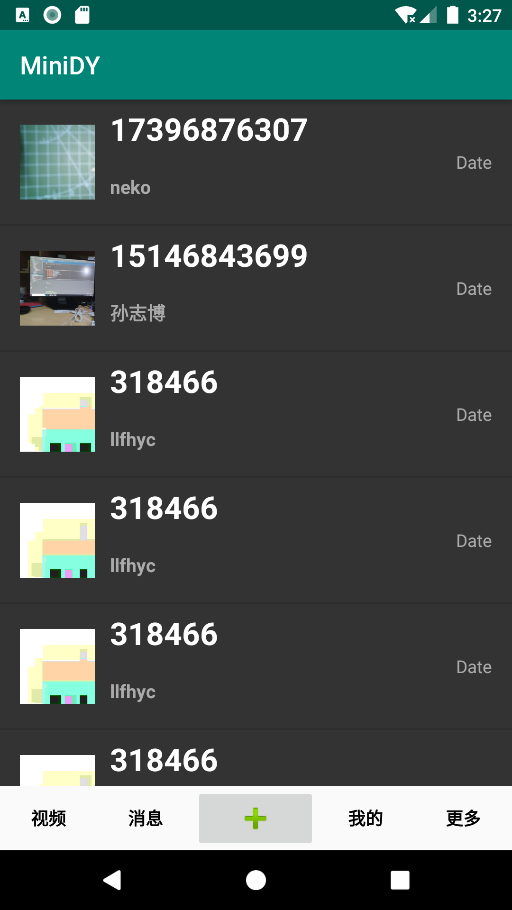 3:27
MiniDY
17396876307
Date
neko
15146843699
Date
孙志博
318466
Date
llfhyc
318466
Date
llfhyc
318466
Date
llfhyc
318466
视频 消息 我的 更多